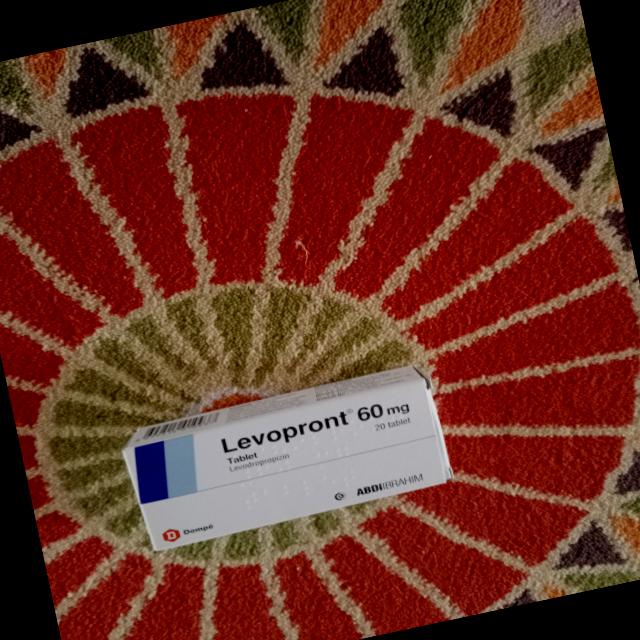 Levopront® 60 mg
Tablet
20 tablet
Levodropropizin
ABDİ İBRAHİM
Dompé